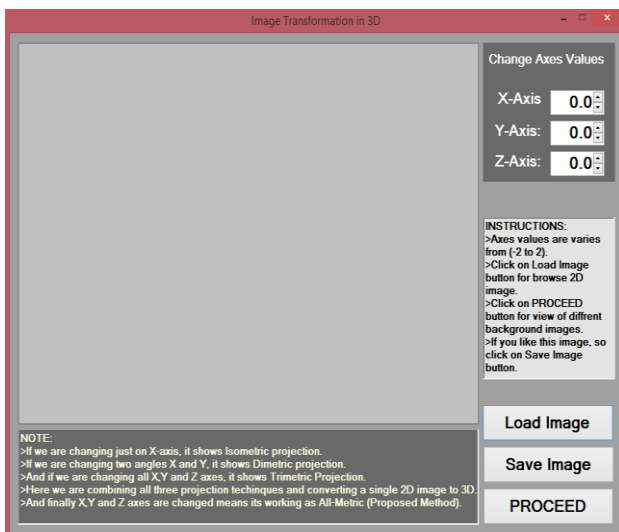 Image Transformation in 3D
Change Axes Values
X-Axis 0.0
Y-Axis: 0.0
Z-Axis: 0.0
INSTRUCTIONS:
>Axes values are varies
from (-2 to 2).
>Click on Load Image
button for browse 2D
image.
>Click on PROCEED
button for view of diffrent
background images.
>If you like this image, so
click on Save Image
button.
Load Image
Save Image
PROCEED
NOTE:
>If we are changing just on X-axis, it shows Isometric projection.
>If we are changing two angles X and Y, it shows Dimetric projection.
>And if we are changing all X,Y and Z axes, it shows Trimetric Projection.
>Here we are combining all three projection techinques and converting a single 2D image to 3D.
>And finally X,Y and Z axes are changed means its working as All-Metric (Proposed Method).